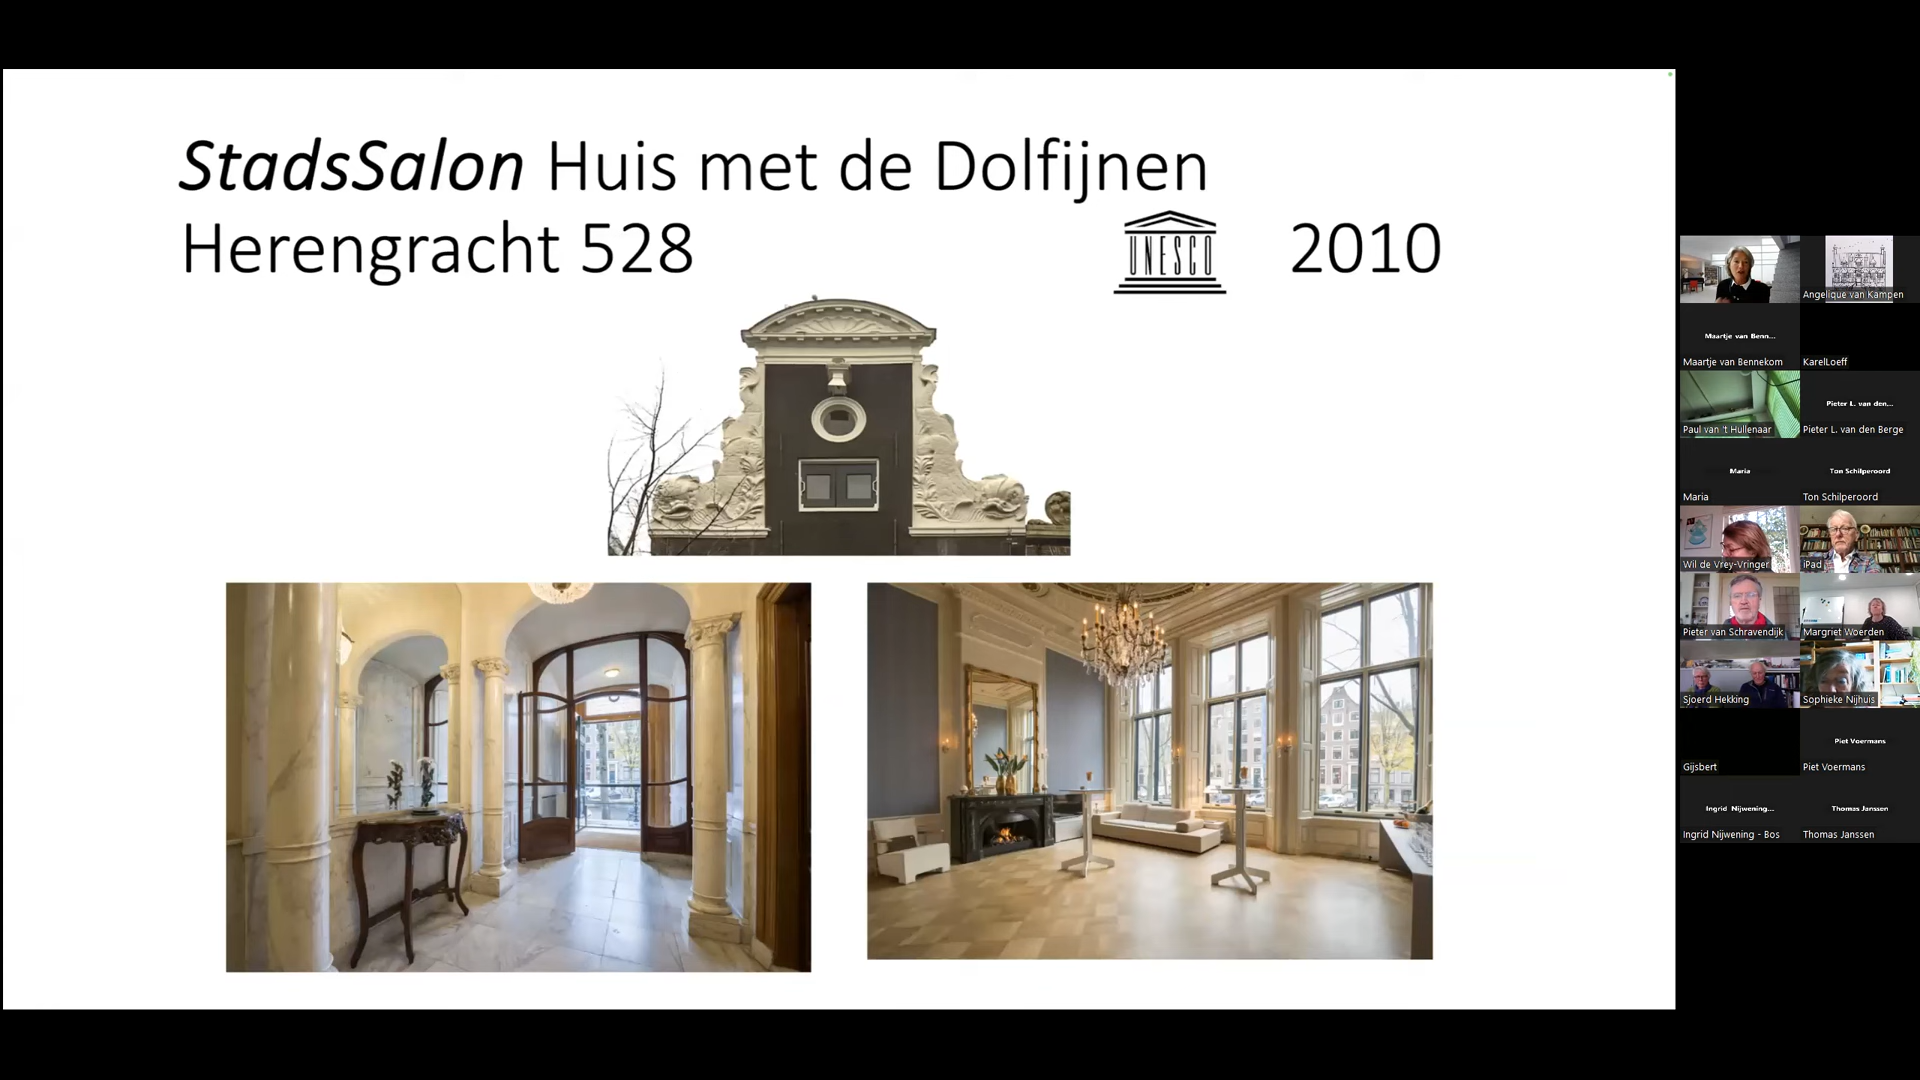 StadsSalon Huis met de Dolfijnen
Herengracht 528
UNESCO
2010
Angelique van Kampen
Maartje van Benn...
Maartje van Bennekom
KarelLoeff
Paul van 't Hullenaar
Pieter L. van den...
Pieter L. van den Berge
Maria
Maria
Ton Schilperoord
Ton Schilperoord
Wil de Vrey-Vringer
iPad
Pieter van Schravendijk
Margriet Woerden
Sjoerd Hekking
Sophieke Nijhuis
Gijsbert
Piet Voermans
Piet Voermans
Ingrid Nijwening...
Ingrid Nijwening - Bos
Thomas Janssen
Thomas Janssen